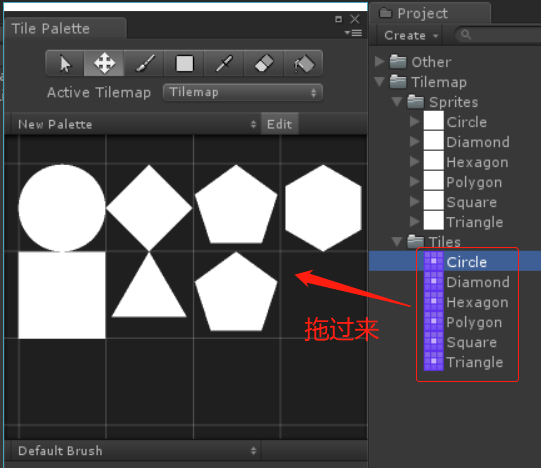 Tile Palette
Active Tilemap
Tilemap
New Palette
Edit
拖过来
Default Brush
Project
Create
Other
Tilemap
Sprites
Circle
Diamond
Hexagon
Polygon
Square
Triangle
Tiles
Circle
Diamond
Hexagon
Polygon
Square
Triangle